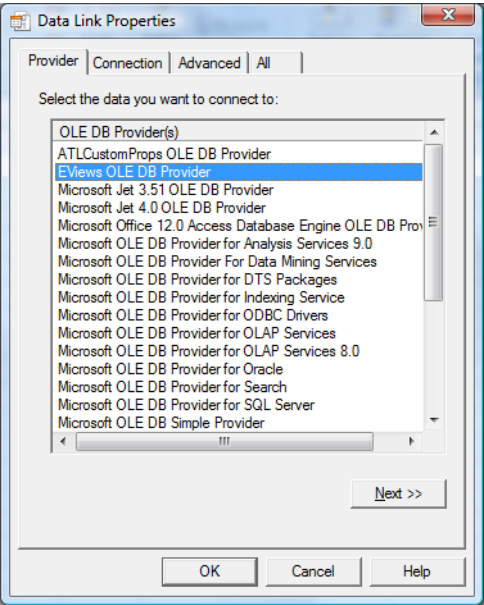 Data Link Properties
Provider Connection Advanced All
Select the data you want to connect to:
OLE DB Provider(s)
ATLCustomProps OLE DB Provider
EViews OLE DB Provider
Microsoft Jet 3.51 OLE DB Provider
Microsoft Jet 4.0 OLE DB Provider
Microsoft Office 12.0 Access Database Engine OLE DB Prov
Microsoft OLE DB Provider for Analysis Services 9.0
Microsoft OLE DB Provider For Data Mining Services
Microsoft OLE DB Provider for DTS Packages
Microsoft OLE DB Provider for Indexing Service
Microsoft OLE DB Provider for ODBC Drivers
Microsoft OLE DB Provider for OLAP Services
Microsoft OLE DB Provider for OLAP Services 8.0
Microsoft OLE DB Provider for Oracle
Microsoft OLE DB Provider for Search
Microsoft OLE DB Provider for SQL Server
Microsoft OLE DB Simple Provider
Next >>
OK Cancel Help